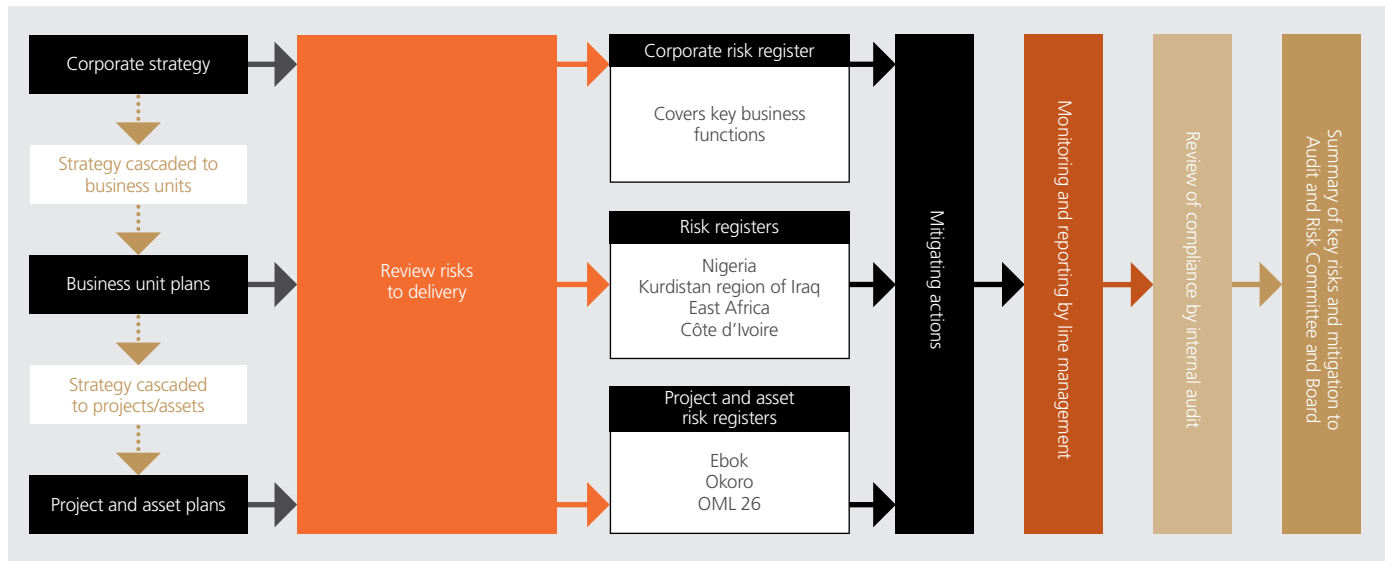 Corporate strategy
Strategy cascaded to
business units
Business unit plans
Strategy cascaded
to projects/assets
Project and asset plans
Review risks
to delivery
Corporate risk register
Covers key business
functions
Risk registers
Nigeria
Kurdistan region of Iraq
East Africa
Côte d’Ivoire
Project and asset
risk registers
Ebok
Okoro
OML 26
Mitigating actions
Monitoring and reporting by line management
Review of compliance by internal audit
Summary of key risks and mitigation to
Audit and Risk Committee and Board